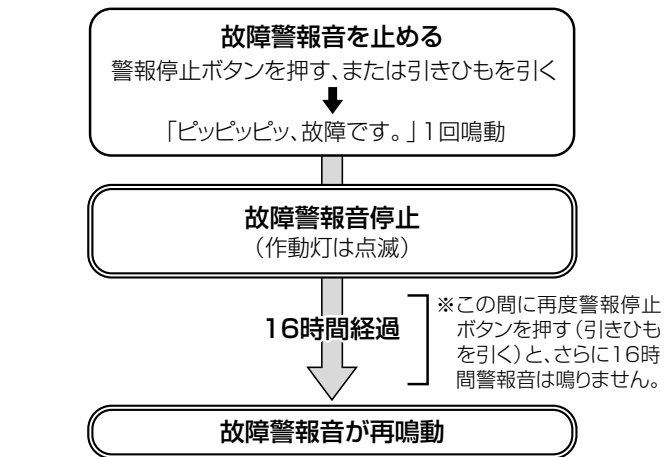 故障警報音を止める
警報停止ボタンを押す、または引きひもを引く
「ピッピッピッ、故障です。」1回鳴動
故障警報音停止
（作動灯は点滅）
16時間経過
※この間に再度警報停止
ボタンを押す（引きひも
を引く）と、さらに16時
間警報音は鳴りません。
故障警報音が再鳴動